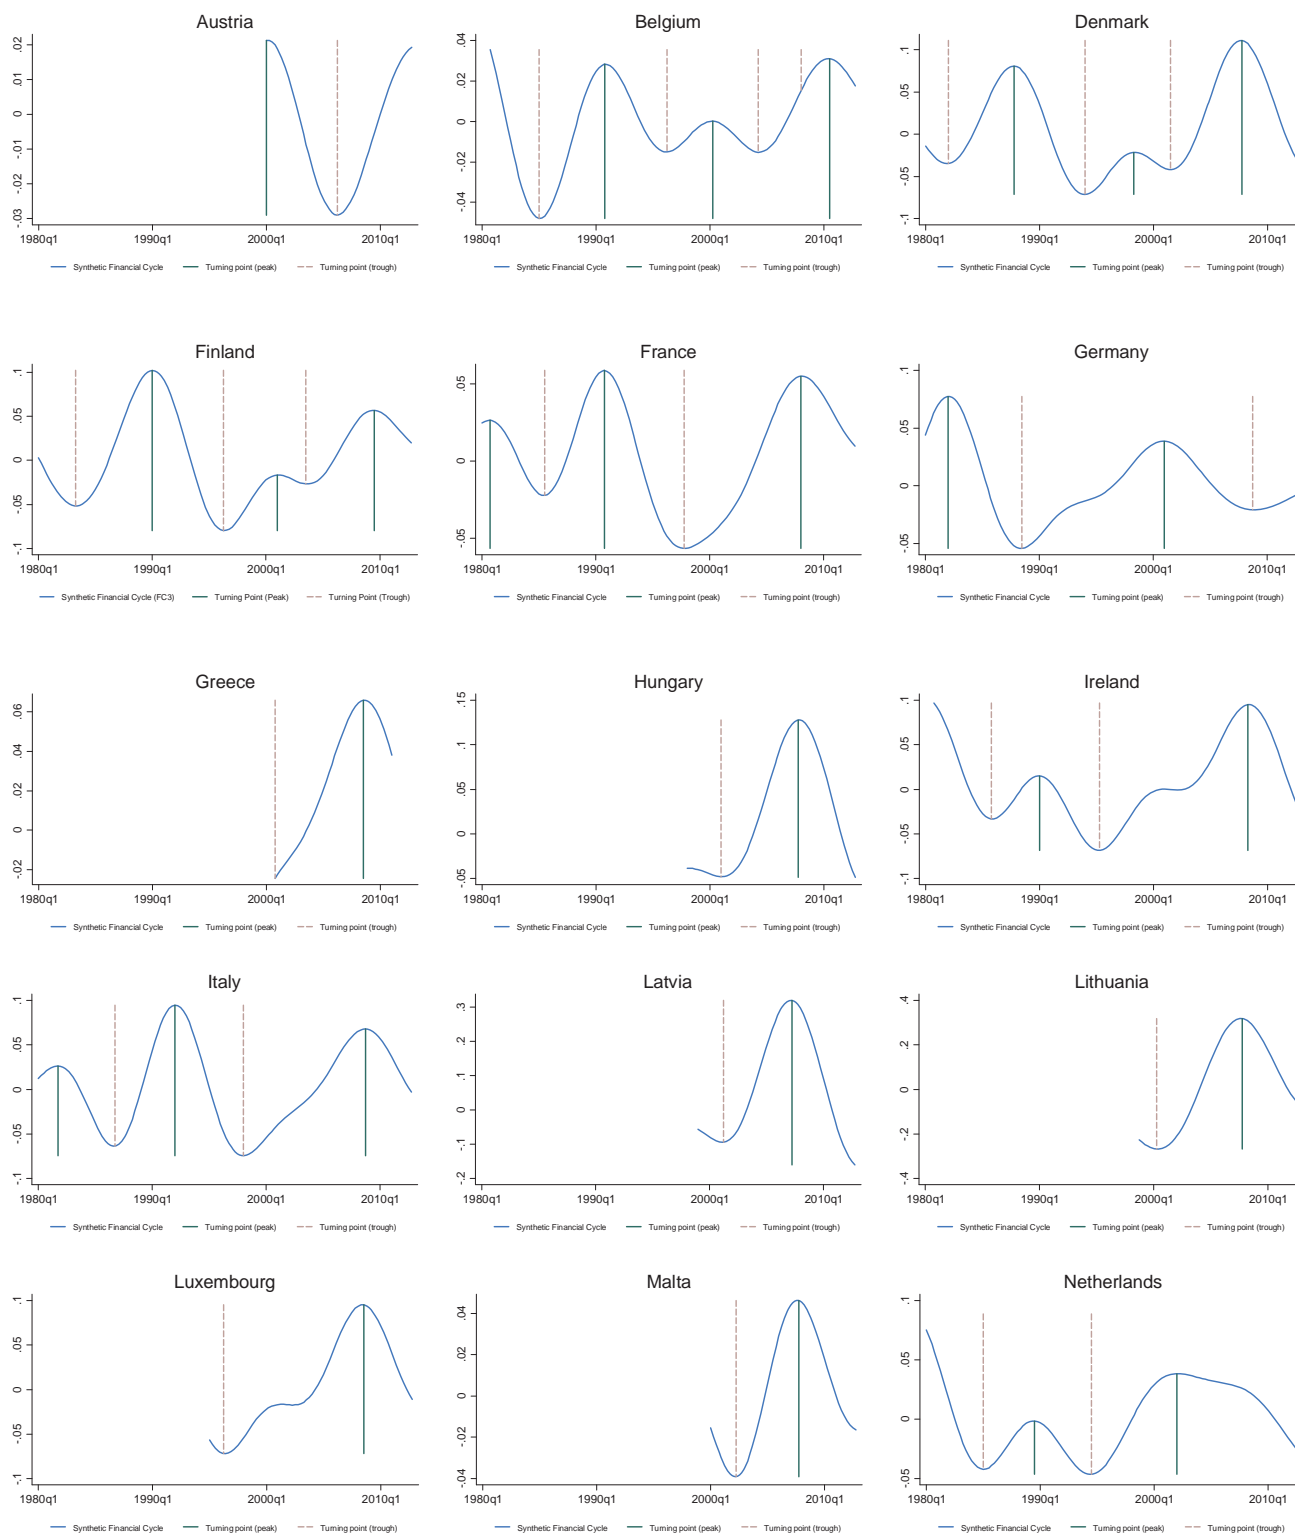 Austria
.02
.01
0
-.01
-.02
-.03
1980q1 1990q1 2000q1 2010q1
Synthetic Financial Cycle Turning point (peak) Turning point (trough)
Belgium
.04
.02
0
-.02
-.04
1980q1 1990q1 2000q1 2010q1
Synthetic Financial Cycle Turning point (peak) Turning point (trough)
Denmark
.1
.05
0
-.05
-.1
1980q1 1990q1 2000q1 2010q1
Synthetic Financial Cycle Turning point (peak) Turning point (trough)
Finland
.1
.05
0
-.05
-.1
1980q1 1990q1 2000q1 2010q1
Synthetic Financial Cycle (FC3) Turning Point (Peak) Turning Point (Trough)
France
.05
0
-.05
1980q1 1990q1 2000q1 2010q1
Synthetic Financial Cycle Turning point (peak) Turning point (trough)
Germany
.1
.05
0
-.05
1980q1 1990q1 2000q1 2010q1
Synthetic Financial Cycle Turning point (peak) Turning point (trough)
Greece
.06
.04
.02
0
-.02
1980q1 1990q1 2000q1 2010q1
Synthetic Financial Cycle Turning point (peak) Turning point (trough)
Hungary
.15
.1
.05
0
-.05
1980q1 1990q1 2000q1 2010q1
Synthetic Financial Cycle Turning point (peak) Turning point (trough)
Ireland
.1
.05
0
-.05
-.1
1980q1 1990q1 2000q1 2010q1
Synthetic Financial Cycle Turning point (peak) Turning point (trough)
Italy
.1
.05
0
-.05
-.1
1980q1 1990q1 2000q1 2010q1
Synthetic Financial Cycle Turning point (peak) Turning point (trough)
Latvia
.3
.2
.1
0
-.1
-.2
1980q1 1990q1 2000q1 2010q1
Synthetic Financial Cycle Turning point (peak) Turning point (trough)
Lithuania
.4
.2
0
-.2
-.4
1980q1 1990q1 2000q1 2010q1
Synthetic Financial Cycle Turning point (peak) Turning point (trough)
Luxembourg
.1
.05
0
-.05
-.1
1980q1 1990q1 2000q1 2010q1
Synthetic Financial Cycle Turning point (peak) Turning point (trough)
Malta
.04
.02
0
-.02
-.04
1980q1 1990q1 2000q1 2010q1
Synthetic Financial Cycle Turning point (peak) Turning point (trough)
Netherlands
.1
.05
0
-.05
1980q1 1990q1 2000q1 2010q1
Synthetic Financial Cycle Turning point (peak) Turning point (trough)